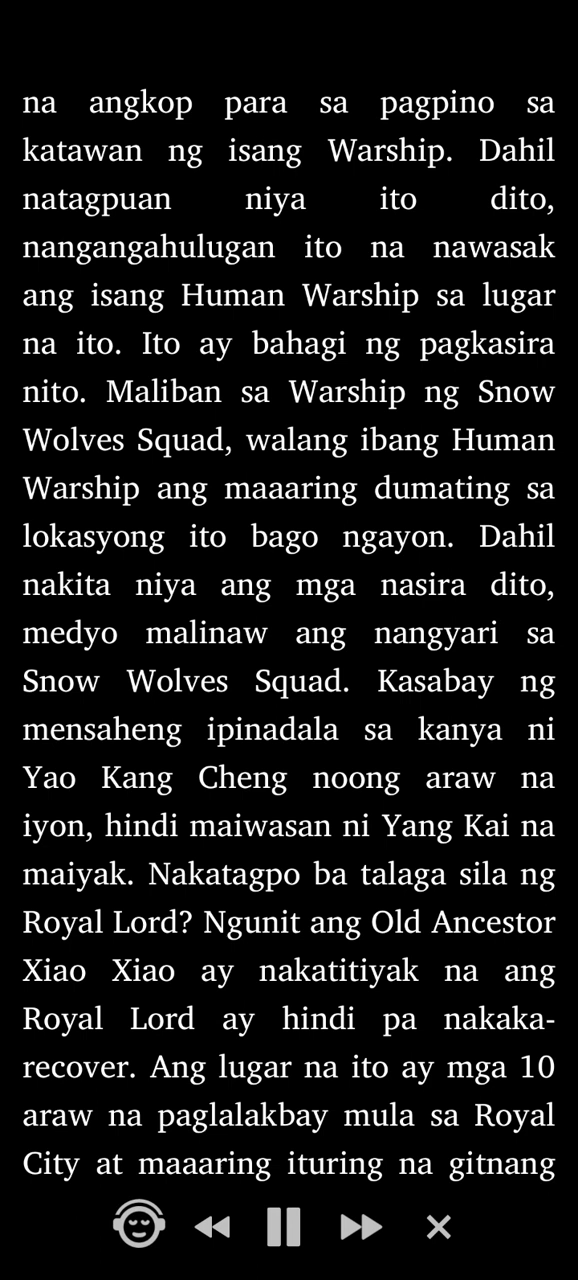 na angkop para sa pagpino sa
katawan ng isang Warship. Dahil
natagpuan niya ito dito,
nangangahulugan ito na nawasak
ang isang Human Warship sa lugar
na ito. Ito ay bahagi ng pagkasira
nito. Maliban sa Warship ng Snow
Wolves Squad, walang ibang Human
Warship ang maaaring dumating sa
lokasyong ito bago ngayon. Dahil
nakita niya ang mga nasira dito,
medyo malinaw ang nangyari sa
Snow Wolves Squad. Kasabay ng
mensaheng ipinadala sa kanya ni
Yao Kang Cheng noong araw na
iyon, hindi maiwasan ni Yang Kai na
maiyak. Nakatagpo ba talaga sila ng
Royal Lord? Ngunit ang Old Ancestor
Xiao Xiao ay nakatitiyak na ang
Royal Lord ay hindi pa nakaka-
recover. Ang lugar na ito ay mga 10
araw na paglalakbay mula sa Royal
City at maaaring ituring na gitnang